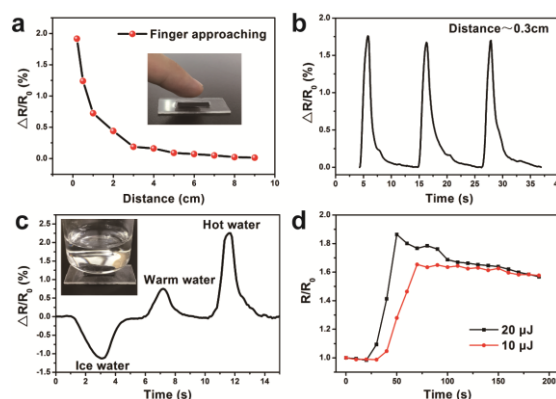 a
Finger approaching
△R/R0 (%)
2.0
1.5
1.0
0.5
0.0
0 2 4 6 8 10
Distance (cm)
b
Distance~0.3cm
△R/R0 (%)
2.0
1.5
1.0
0.5
0.0
0 5 10 15 20 25 30 35 40
Time (s)
c
Hot water
Warm water
Ice water
△R/R0 (%)
2.5
2.0
1.5
1.0
0.5
0.0
-0.5
-1.0
-1.5
0 2 4 6 8 10 12 14
Time (s)
d
R/R0
2.0
1.8
1.6
1.4
1.2
1.0
0.8
20 μJ
10 μJ
0 50 100 150 200
Time (s)